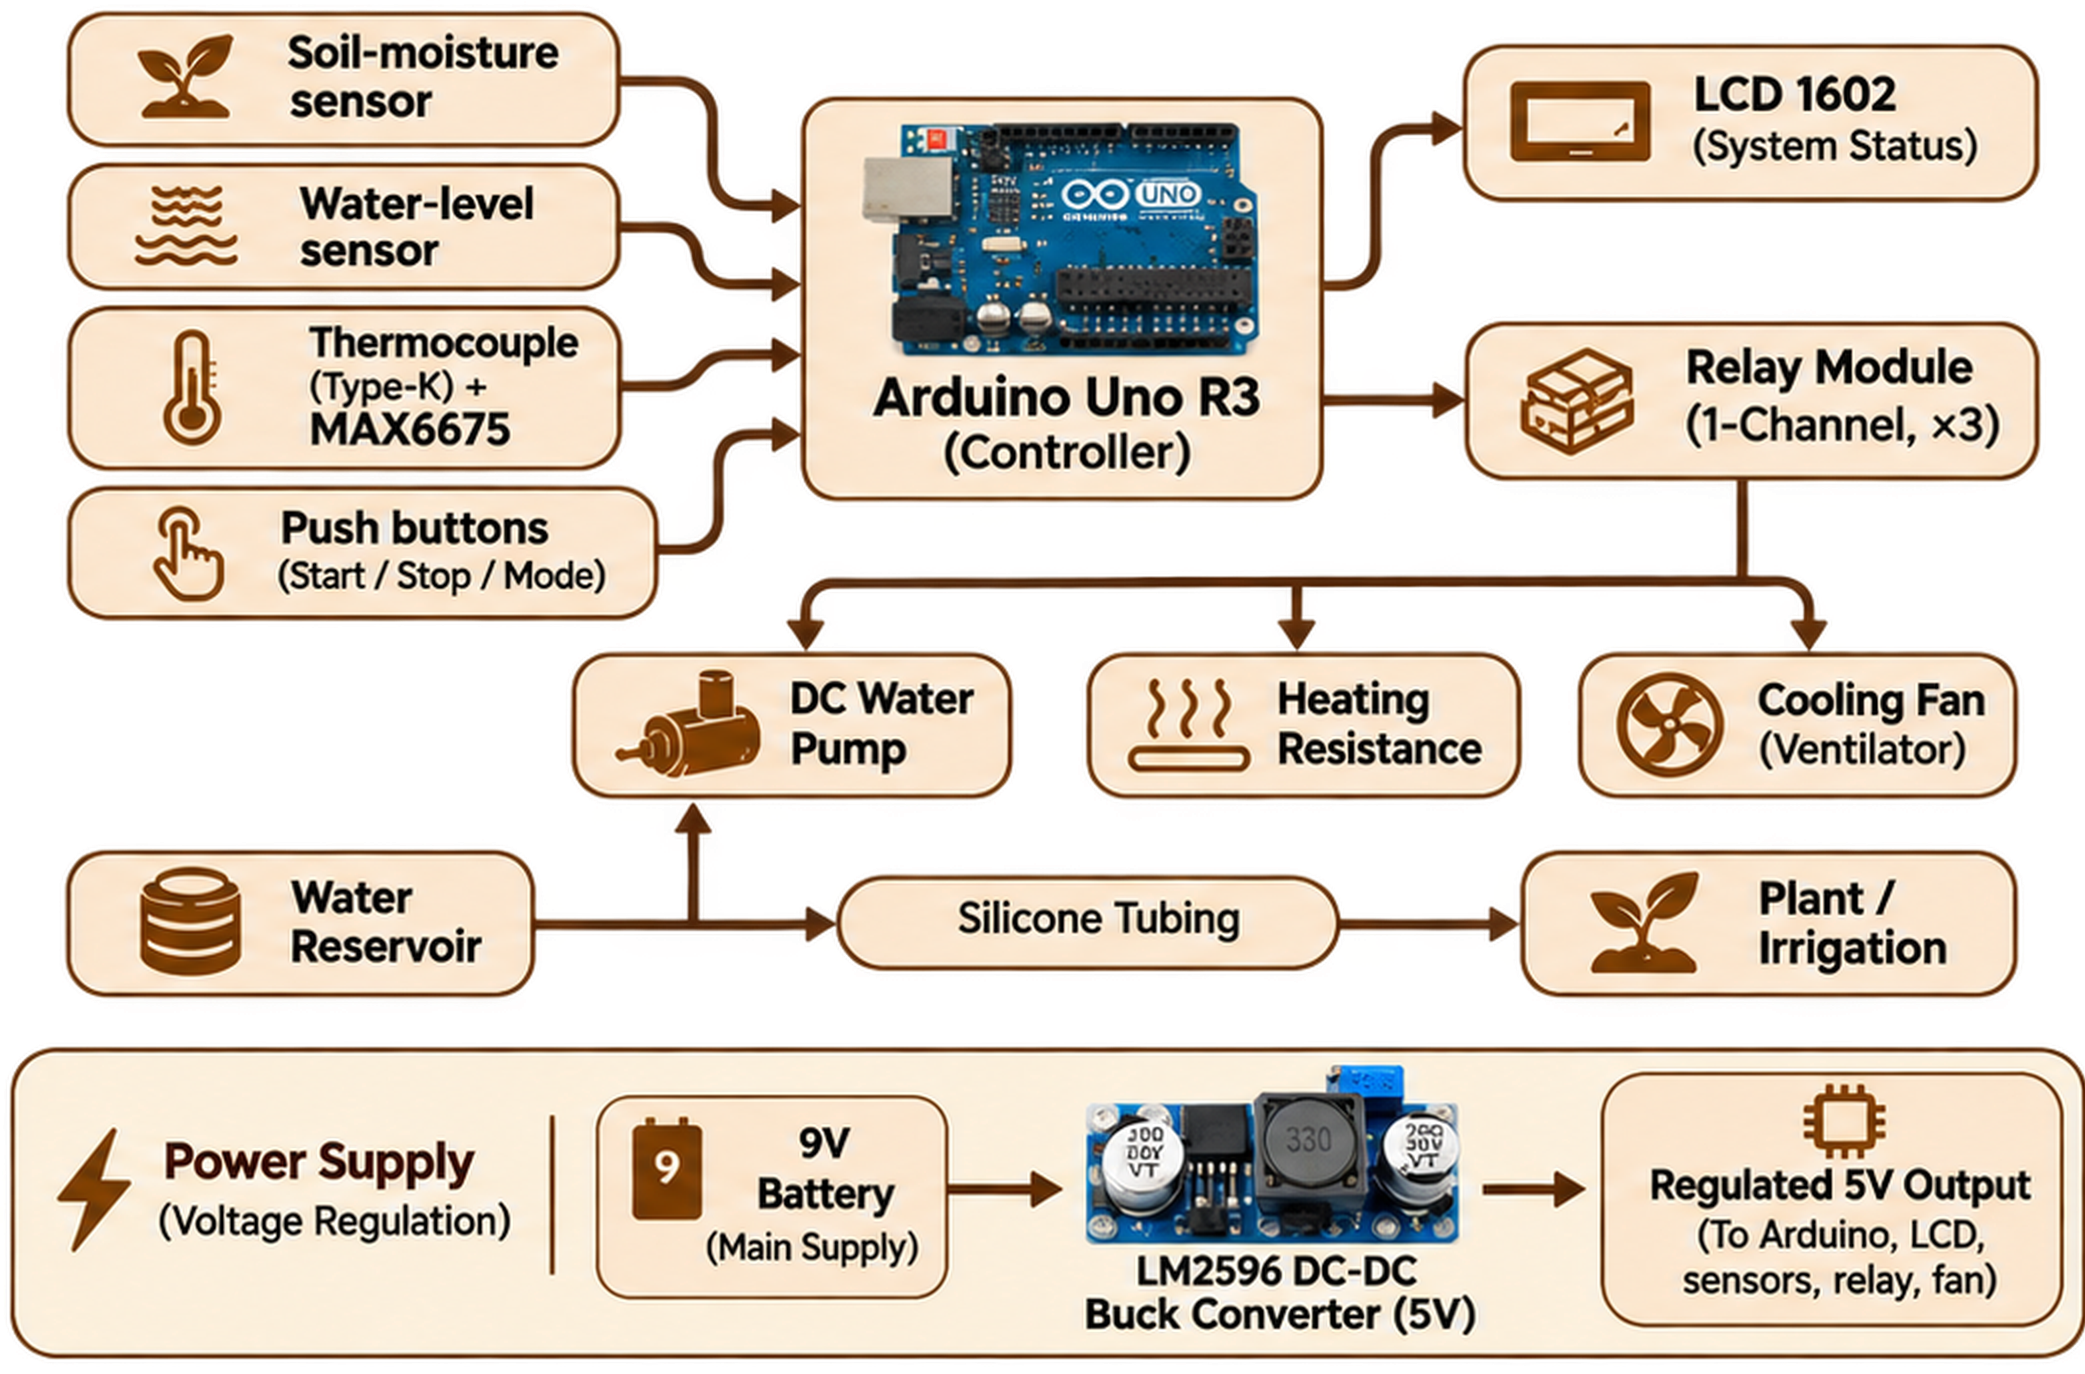 Soil-moisture
sensor
Water-level
sensor
Thermocouple
(Type-K) +
MAX6675
Push buttons
(Start / Stop / Mode)
UNO
Arduino Uno R3
(Controller)
LCD 1602
(System Status)
Relay Module
(1-Channel, ×3)
DC Water
Pump
Heating
Resistance
Cooling Fan
(Ventilator)
Water
Reservoir
Silicone Tubing
Plant /
Irrigation
Power Supply
(Voltage Regulation)
9
9V
Battery
(Main Supply)
330
VT
VT
LM2596 DC-DC
Buck Converter (5V)
Regulated 5V Output
(To Arduino, LCD,
sensors, relay, fan)